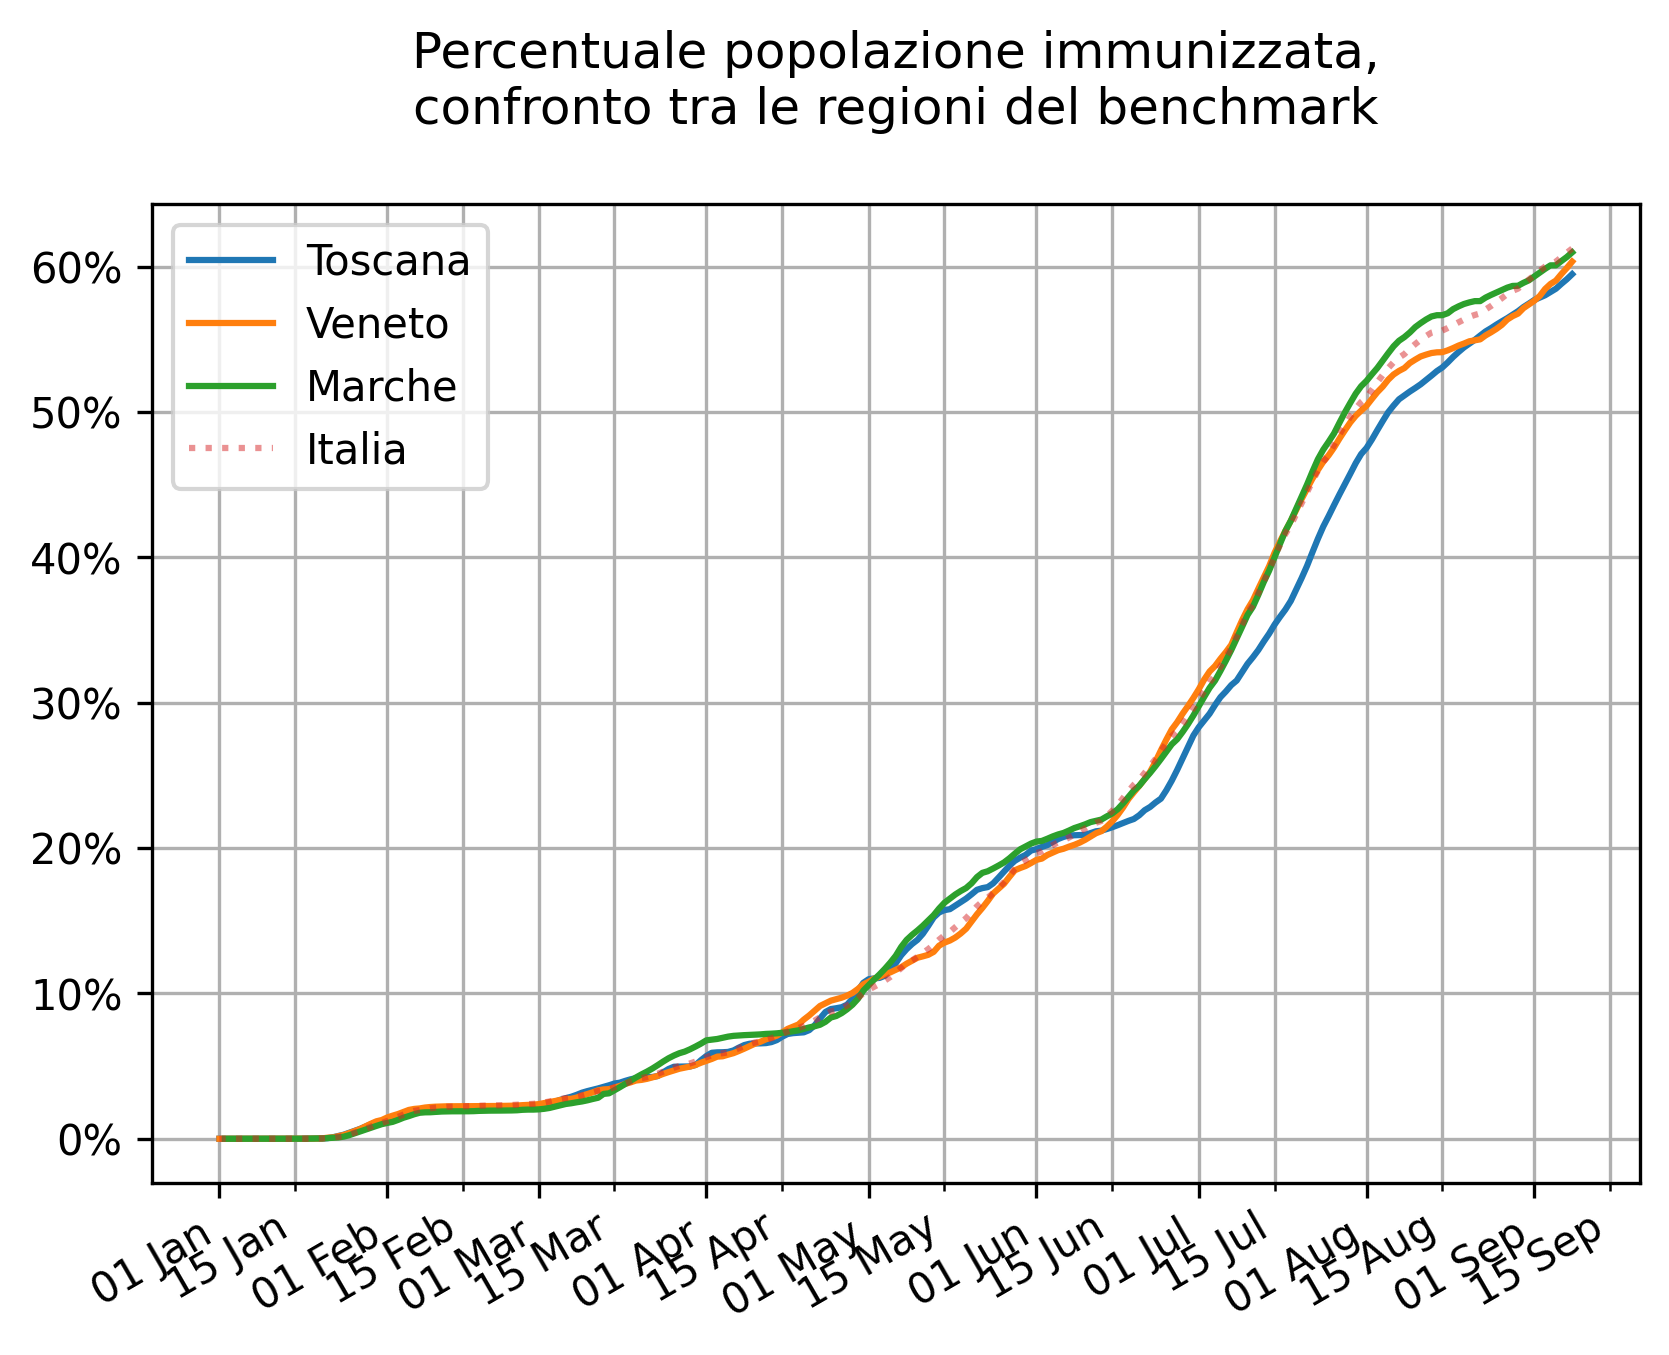 Percentuale popolazione immunizzata,
confronto tra le regioni del benchmark
Toscana
Veneto
Marche
Italia
60%
50%
40%
30%
20%
10%
0%
01 Jan
15 Jan
01 Feb
15 Feb
01 Mar
15 Mar
01 Apr
15 Apr
01 May
15 May
01 Jun
15 Jun
01 Jul
15 Jul
01 Aug
15 Aug
01 Sep
15 Sep